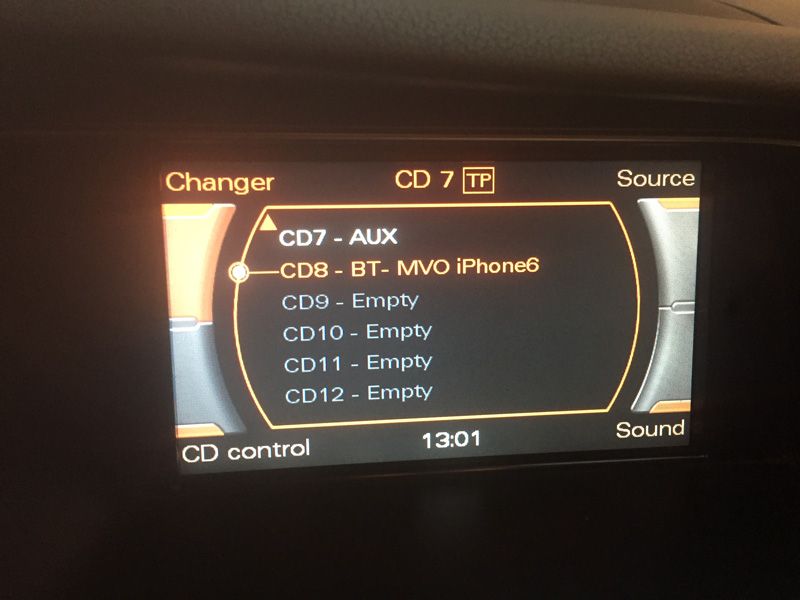 Changer CD 7 TP Source
CD7 - AUX
CD8 - BT- MVO iPhone6
CD9 - Empty
CD10 - Empty
CD11 - Empty
CD12 - Empty
CD control 13:01 Sound